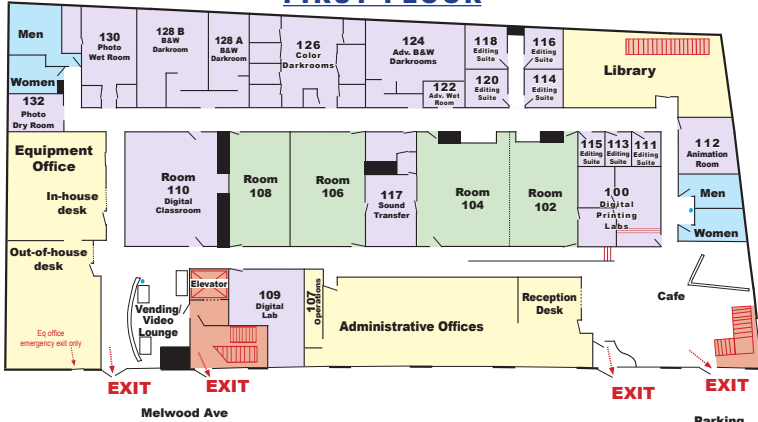 FIRST FLOOR
Men
Women
130
Photo
Wet Room
128 B
B&W
Darkroom
128 A
B&W
Darkroom
126
Color
Darkrooms
124
Adv. B&W
Darkrooms
122
Adv. Wet
Room
118
Editing
Suite
120
Editing
Suite
116
Editing
Suite
114
Editing
Suite
Library
132
Photo
Dry Room
Equipment
Office
In-house
desk
Out-of-house
desk
Eq office
emergency exit only
Room
110
Digital
Classroom
Room
108
Room
106
117
Sound
Transfer
Room
104
Room
102
115
Editing
Suite
113
Editing
Suite
111
Editing
Suite
100
Digital
Printing
Labs
112
Animation
Room
Men
Women
Vending/
Video
Lounge
Elevator
109
Digital
Lab
107
Operations
Administrative Offices
Reception
Desk
Cafe
EXIT
EXIT
EXIT
EXIT
Melwood Ave
Parking